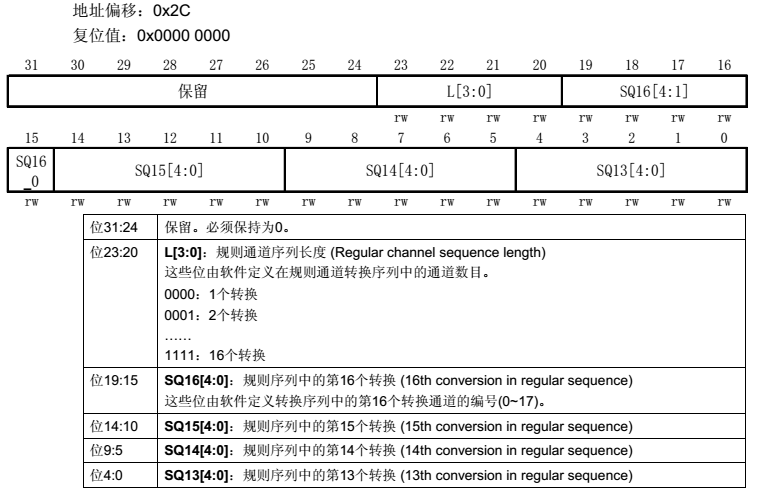 地址偏移：0x2C
复位值：0x0000 0000
31 30 29 28 27 26 25 24 23 22 21 20 19 18 17 16
保留 L[3:0] SQ16[4:1]
rw rw rw rw rw rw rw rw
15 14 13 12 11 10 9 8 7 6 5 4 3 2 1 0
SQ16_0 SQ15[4:0] SQ14[4:0] SQ13[4:0]
rw rw rw rw rw rw rw rw rw rw rw rw rw rw rw rw
位31:24 保留。必须保持为0。
位23:20 L[3:0]：规则通道序列长度 (Regular channel sequence length)
这些位由软件定义在规则通道转换序列中的通道数目。
0000：1个转换
0001：2个转换
……
1111：16个转换
位19:15 SQ16[4:0]：规则序列中的第16个转换 (16th conversion in regular sequence)
这些位由软件定义转换序列中的第16个转换通道的编号(0~17)。
位14:10 SQ15[4:0]：规则序列中的第15个转换 (15th conversion in regular sequence)
位9:5 SQ14[4:0]：规则序列中的第14个转换 (14th conversion in regular sequence)
位4:0 SQ13[4:0]：规则序列中的第13个转换 (13th conversion in regular sequence)